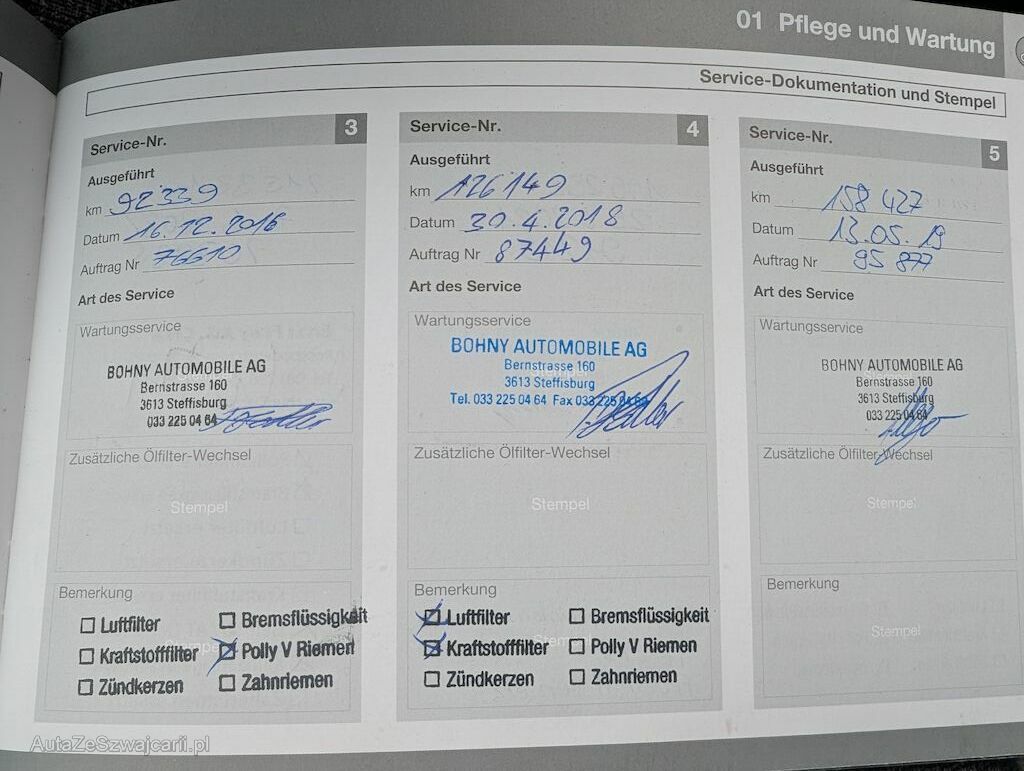 01 Pflege und Wartung
Service-Dokumentation und Stempel
Service-Nr. 3
Ausgeführt
km 92339
Datum 16.12.2016
Auftrag Nr 76610
Art des Service
Wartungsservice
BOHNY AUTOMOBILE AG
Bernstrasse 160
3613 Steffisburg
033 225 04 64
Zusätzliche Ölfilter-Wechsel
Stempel
Bemerkung
Luftfilter
Bremsflüssigkeit
Kraftstofffilter
Polly V Riemen
Zündkerzen
Zahnriemen
Service-Nr. 4
Ausgeführt
km 126149
Datum 30.4.2018
Auftrag Nr 87449
Art des Service
Wartungsservice
BOHNY AUTOMOBILE AG
Bernstrasse 160
3613 Steffisburg
Tel. 033 225 04 64 Fax 033 225 04 66
Zusätzliche Ölfilter-Wechsel
Stempel
Bemerkung
Luftfilter
Bremsflüssigkeit
Kraftstofffilter
Polly V Riemen
Zündkerzen
Zahnriemen
Service-Nr. 5
Ausgeführt
km 158 427
Datum 13.05.19
Auftrag Nr 95 877
Art des Service
Wartungsservice
BOHNY AUTOMOBILE AG
Bernstrasse 160
3613 Steffisburg
033 225 04 64
Zusätzliche Ölfilter-Wechsel
Stempel
Bemerkung
Stempel
AutaZeSzwajcarii.pl